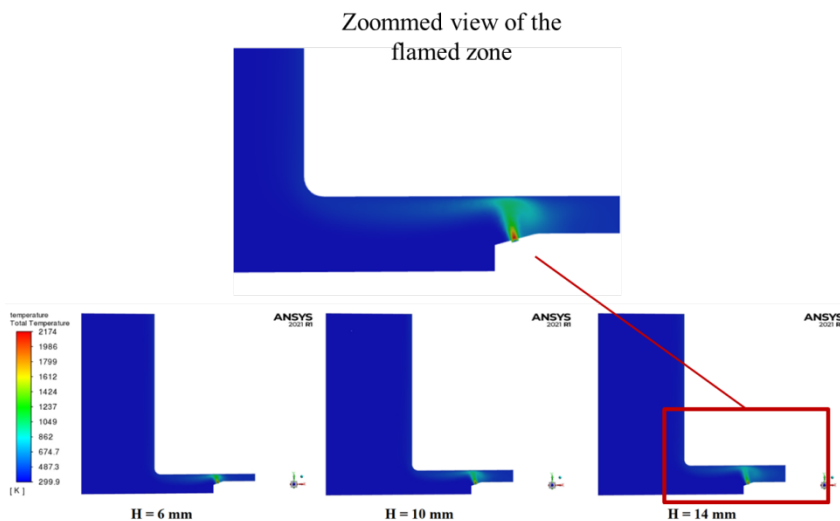 Zoommed view of the
flamed zone
temperature
Total Temperature
2174
1986
1799
1612
1424
1237
1049
862
674.7
487.3
299.9
[ K ]
ANSYS
2021 R1
ANSYS
2021 R1
ANSYS
2021 R1
H = 6 mm
H = 10 mm
H = 14 mm